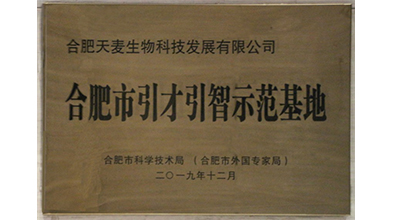 合肥天麦生物科技发展有限公司
合肥市引才引智示范基地
合肥市科学技术局 （合肥市外国专家局）
二〇一九年十二月